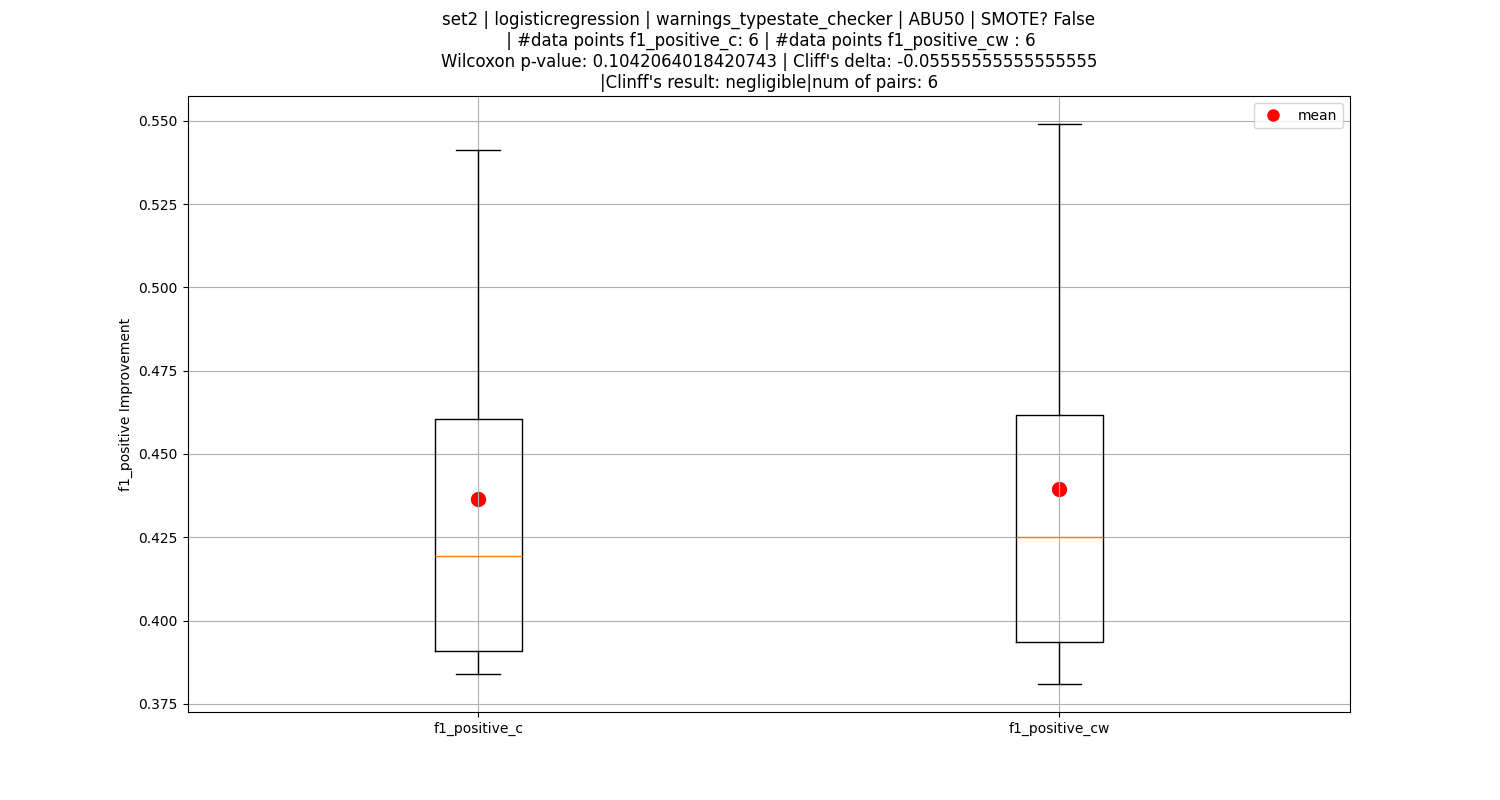 set2 | logisticregression | warnings_typestate_checker | ABU50 | SMOTE? False
| #data points f1_positive_c: 6 | #data points f1_positive_cw : 6
Wilcoxon p-value: 0.1042064018420743 | Cliff's delta: -0.05555555555555555
|Clinff's result: negligible|num of pairs: 6
mean
0.550
0.525
0.500
0.475
0.450
0.425
0.400
0.375
f1_positive Improvement
f1_positive_c
f1_positive_cw